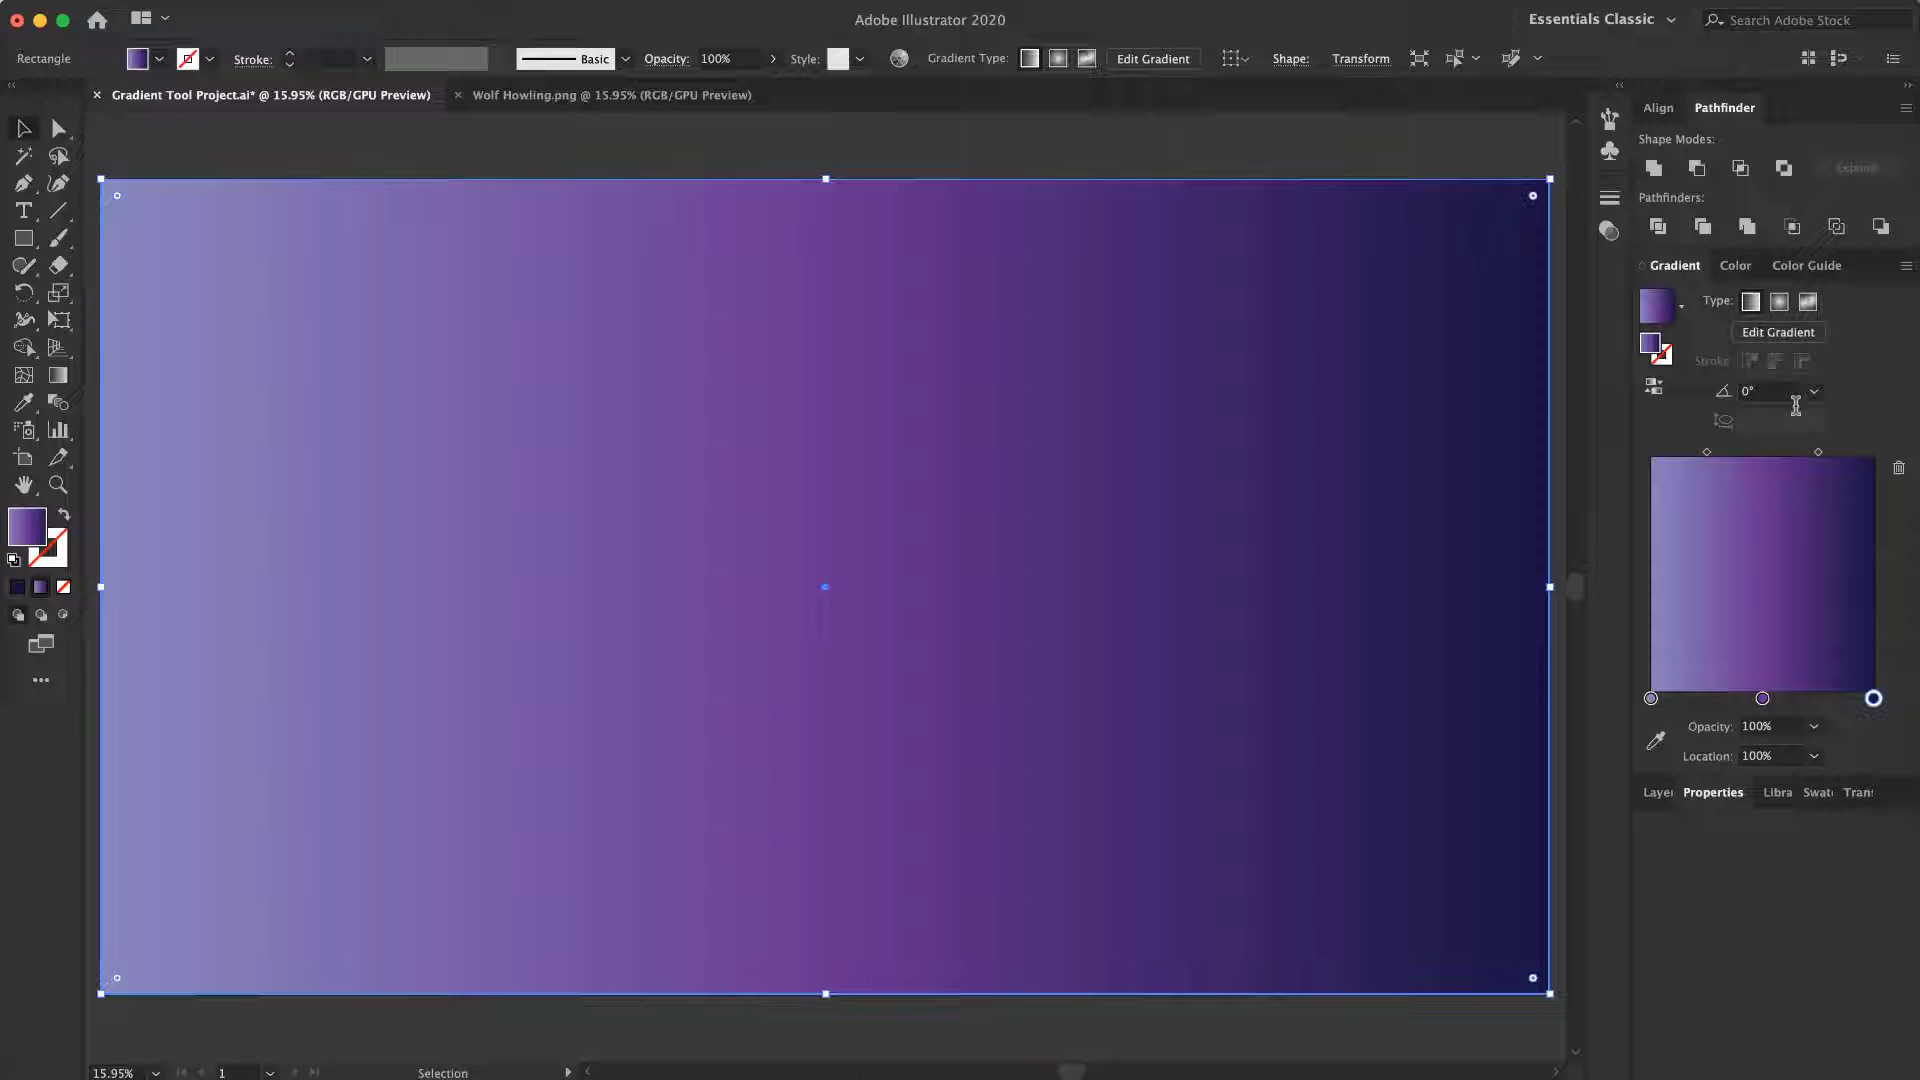 Adobe Illustrator 2020
Essentials Classic
Search Adobe Stock
Rectangle
Stroke:
Basic
Opacity: 100%
Style:
Gradient Type:
Edit Gradient
Shape:
Transform
Gradient Tool Project.ai* @ 15.95% (RGB/GPU Preview)
Wolf Howling.png @ 15.95% (RGB/GPU Preview)
Align
Pathfinder
Shape Modes:
Expand
Pathfinders:
Gradient
Color
Color Guide
Type:
Edit Gradient
Stroke
0°
Opacity: 100%
Location: 100%
Layer
Properties
Libra
Swatc
Trans
15.95%
1
Selection